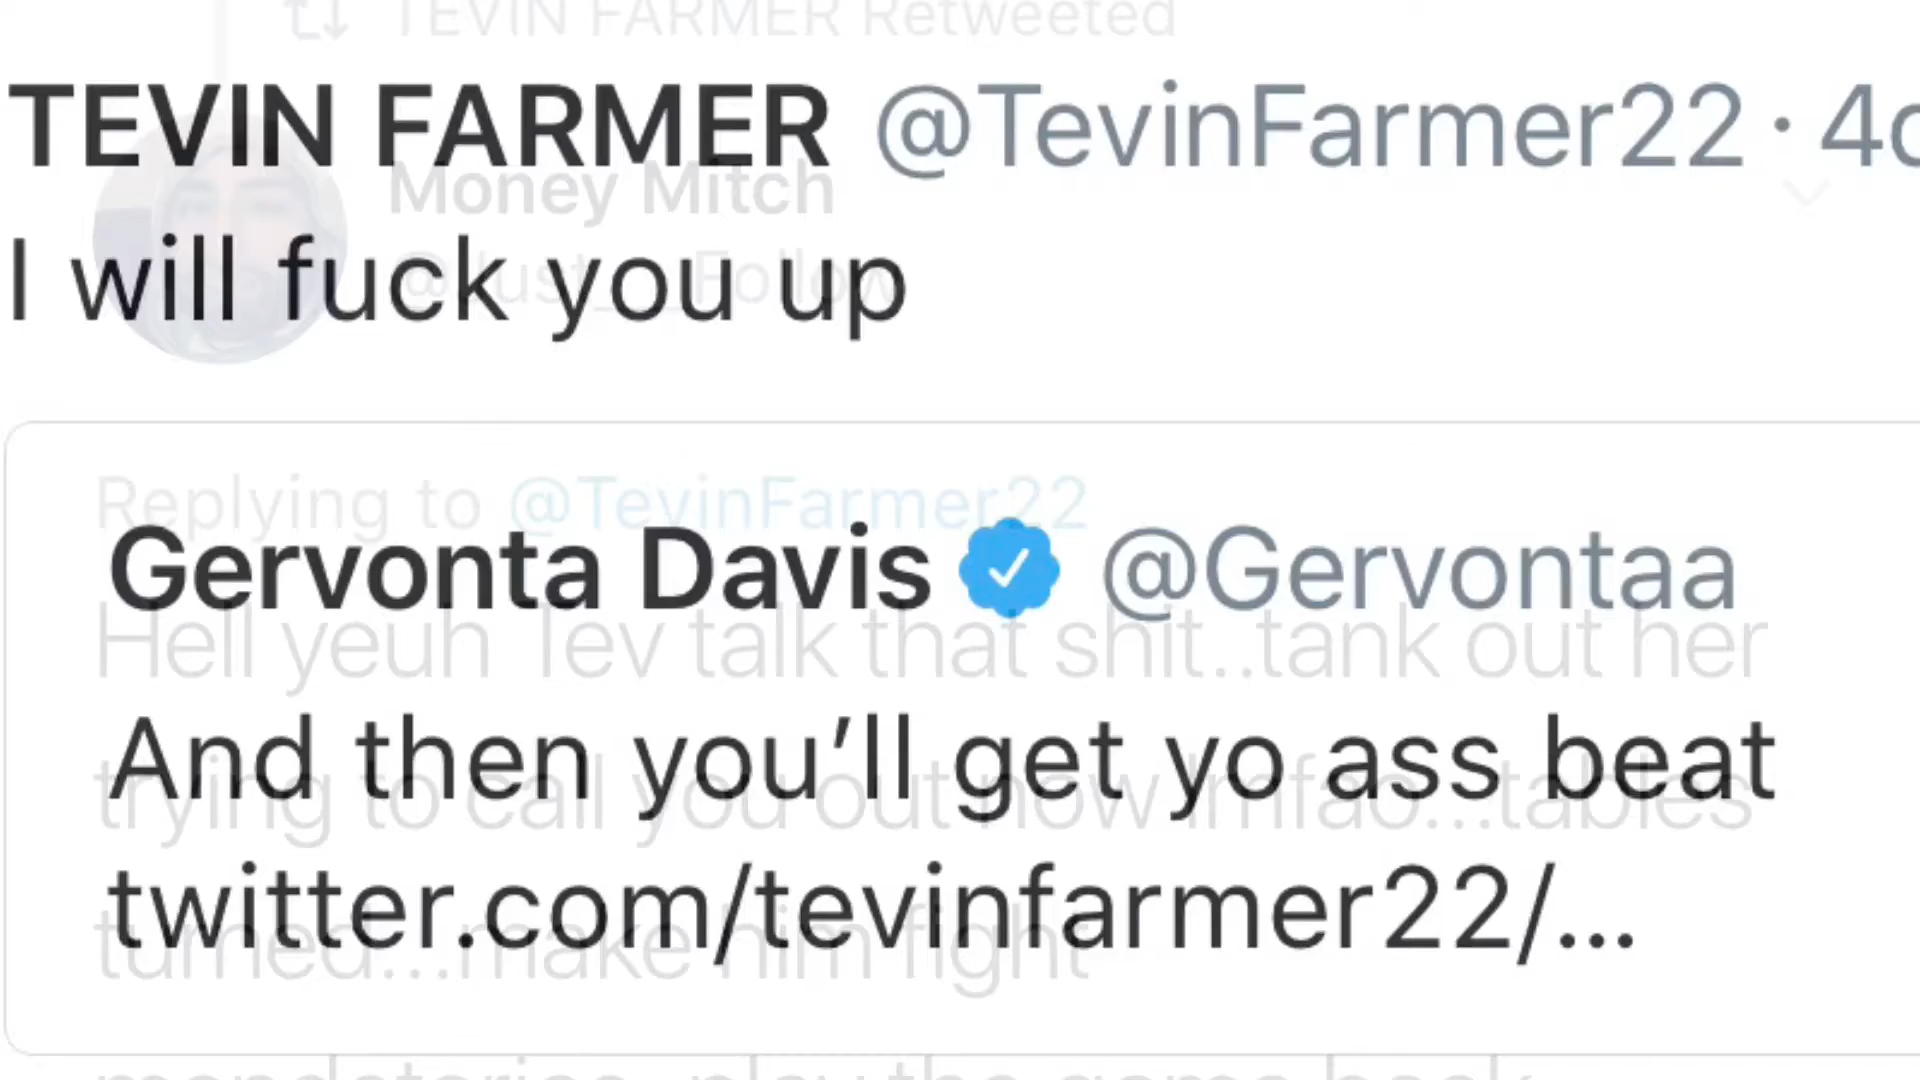 TEVIN FARMER Retweeted
TEVIN FARMER @TevinFarmer22 · 4d
Money Mitch
I will fuck you up
Replying to @TevinFarmer22
Gervonta Davis @Gervontaa
Hell yeuh Tev talk that shit..tank out her
And then you’ll get yo ass beat
trying to call you out now lmfao...tables
twitter.com/tevinfarmer22/...
turned...make him fight